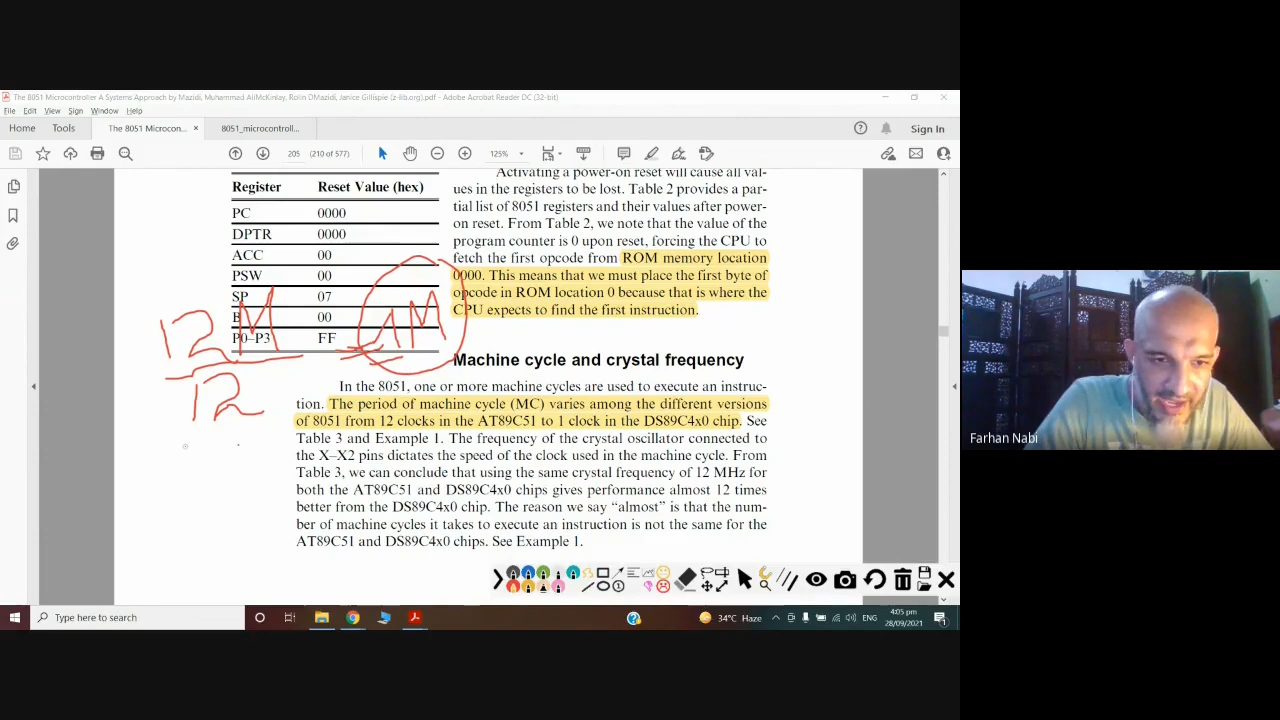 The 8051 Microcontroller A Systems Approach by Mazidi, Muhammad AliMcKinlay, Rolin DMazidi, Janice Gillispie (z-lib.org).pdf - Adobe Acrobat Reader DC (32-bit)
File Edit View Sign Window Help
Home Tools The 8051 Microcon... × 8051_microcontroll... Sign In
205 (210 of 577) 125%
Register Reset Value (hex)
PC 0000
DPTR 0000
ACC 00
PSW 00
SP 07
B 00
P0–P3 FF
12M
12
= 1M
Activating a power-on reset will cause all val-
ues in the registers to be lost. Table 2 provides a par-
tial list of 8051 registers and their values after power-
on reset. From Table 2, we note that the value of the
program counter is 0 upon reset, forcing the CPU to
fetch the first opcode from ROM memory location
0000. This means that we must place the first byte of
opcode in ROM location 0 because that is where the
CPU expects to find the first instruction.
Machine cycle and crystal frequency
In the 8051, one or more machine cycles are used to execute an instruc-
tion. The period of machine cycle (MC) varies among the different versions
of 8051 from 12 clocks in the AT89C51 to 1 clock in the DS89C4x0 chip. See
Table 3 and Example 1. The frequency of the crystal oscillator connected to
the X–X2 pins dictates the speed of the clock used in the machine cycle. From
Table 3, we can conclude that using the same crystal frequency of 12 MHz for
both the AT89C51 and DS89C4x0 chips gives performance almost 12 times
better from the DS89C4x0 chip. The reason we say “almost” is that the num-
ber of machine cycles it takes to execute an instruction is not the same for the
AT89C51 and DS89C4x0 chips. See Example 1.
Farhan Nabi
Type here to search
34°C Haze ENG 4:05 pm
28/09/2021